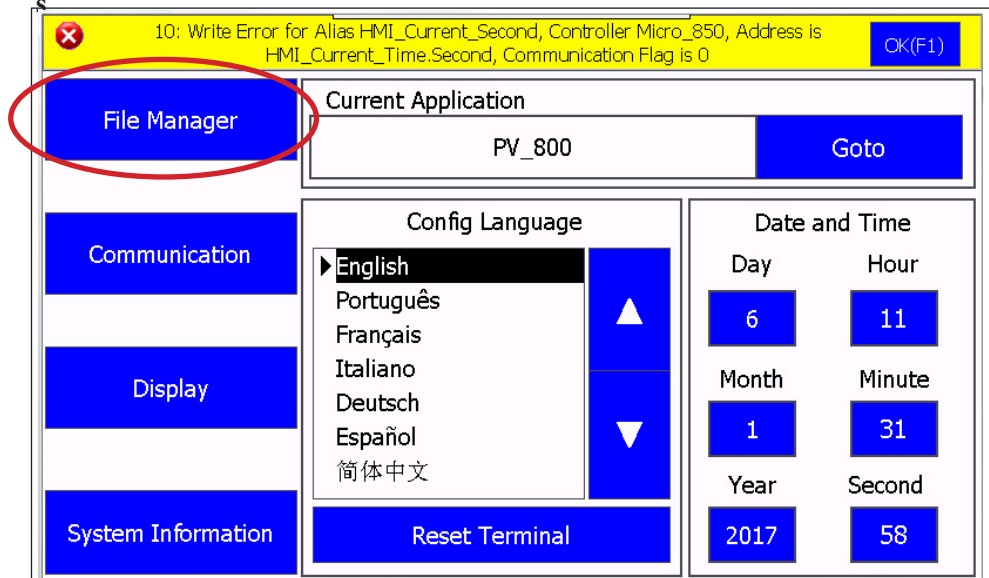 s
10: Write Error for Alias HMI_Current_Second, Controller Micro_850, Address is
HMI_Current_Time.Second, Communication Flag is 0
OK(F1)
File Manager
Current Application
PV_800
Goto
Communication
Config Language
English
Português
Français
Italiano
Deutsch
Español
简体中文
Date and Time
Day
Hour
6
11
Display
Month
Minute
1
31
Year
Second
System Information
Reset Terminal
2017
58